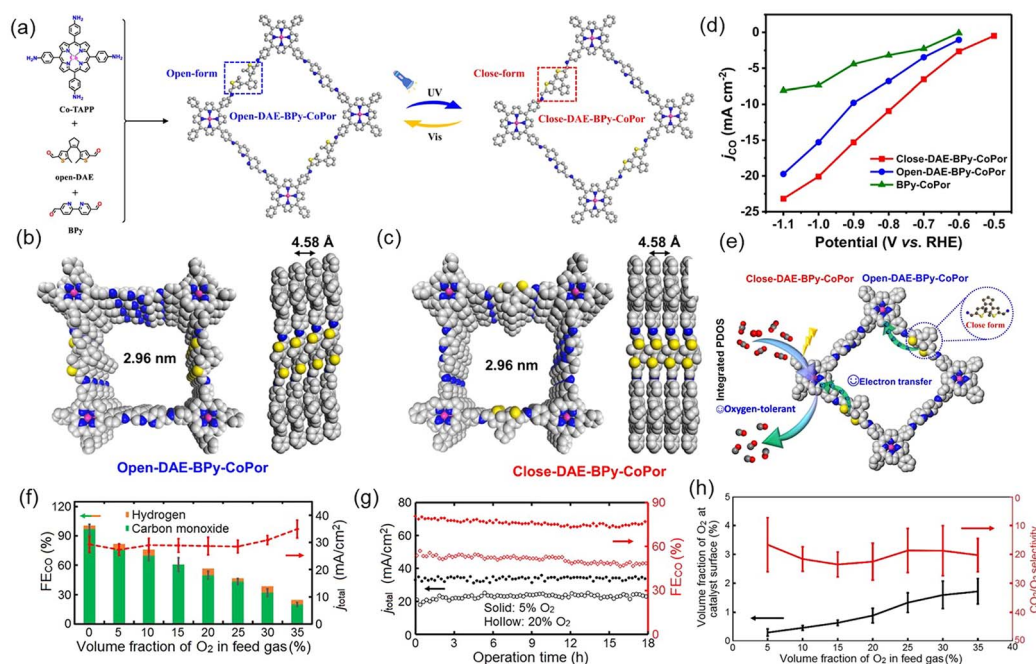 (a)
NH₂
H₂N
NH₂
NH₂
Co-TAPP
+
open-DAE
+
BPy
Open-form
Open-DAE-BPy-CoPor
UV
Vis
Close-form
Close-DAE-BPy-CoPor
(d)
jCO (mA cm⁻²)
0
-5
-10
-15
-20
-25
Close-DAE-BPy-CoPor
Open-DAE-BPy-CoPor
BPy-CoPor
-1.1 -1.0 -0.9 -0.8 -0.7 -0.6 -0.5
Potential (V vs. RHE)
(b)
2.96 nm
4.58 Å
Open-DAE-BPy-CoPor
(c)
2.96 nm
4.58 Å
Close-DAE-BPy-CoPor
(e)
Close-DAE-BPy-CoPor Open-DAE-BPy-CoPor
Close form
Integrated PDOS
Electron transfer
Oxygen-tolerant
(f)
FECO (%)
120
90
60
30
0
Hydrogen
Carbon monoxide
40
30
20
10
0
jtotal (mA/cm²)
0 5 10 15 20 25 30 35
Volume fraction of O₂ in feed gas (%)
(g)
jtotal (mA/cm²)
80
60
40
20
0
Solid: 5% O₂
Hollow: 20% O₂
90
60
30
0
FECO (%)
0 3 6 9 12 15 18
Operation time (h)
(h)
Volume fraction of O₂ at
catalyst surface (%)
5
4
3
2
1
0
0
10
20
30
40
50
CO₂/O₂ selectivity
0 5 10 15 20 25 30 35 40
Volume fraction of O₂ in feed gas (%)